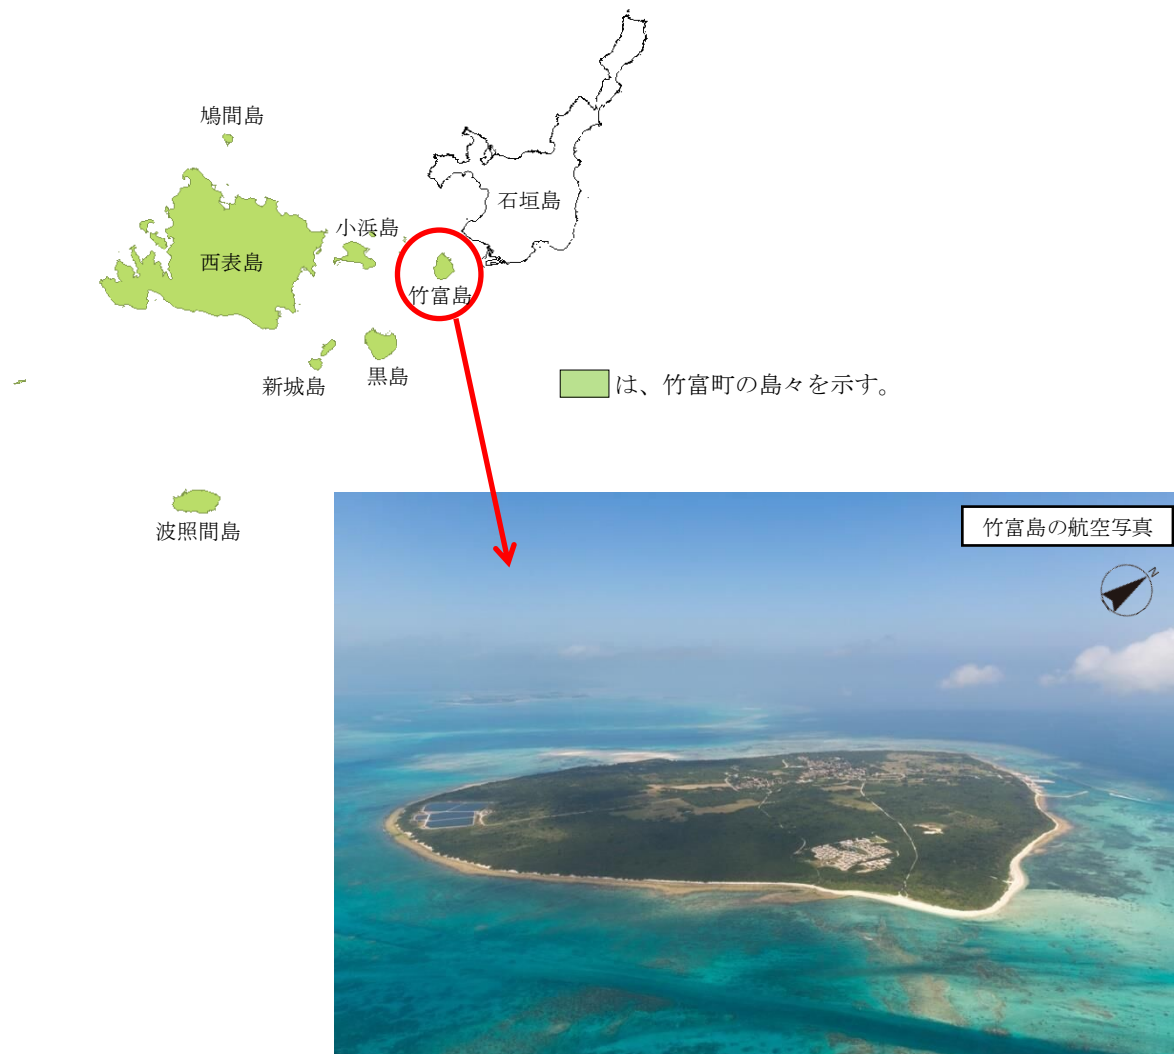 鳩間島
石垣島
小浜島
西表島
竹富島
黒島
新城島
は、竹富町の島々を示す。
波照間島
竹富島の航空写真
N